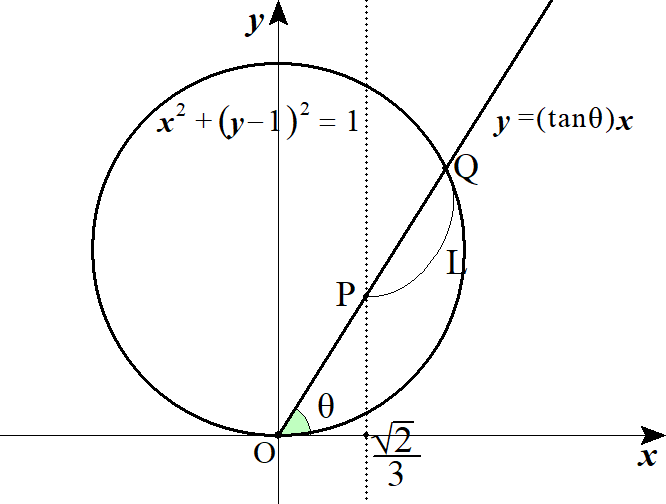 y
x² + (y−1)² = 1
y = (tanθ)x
Q
L
P
θ
O
√2/3
x